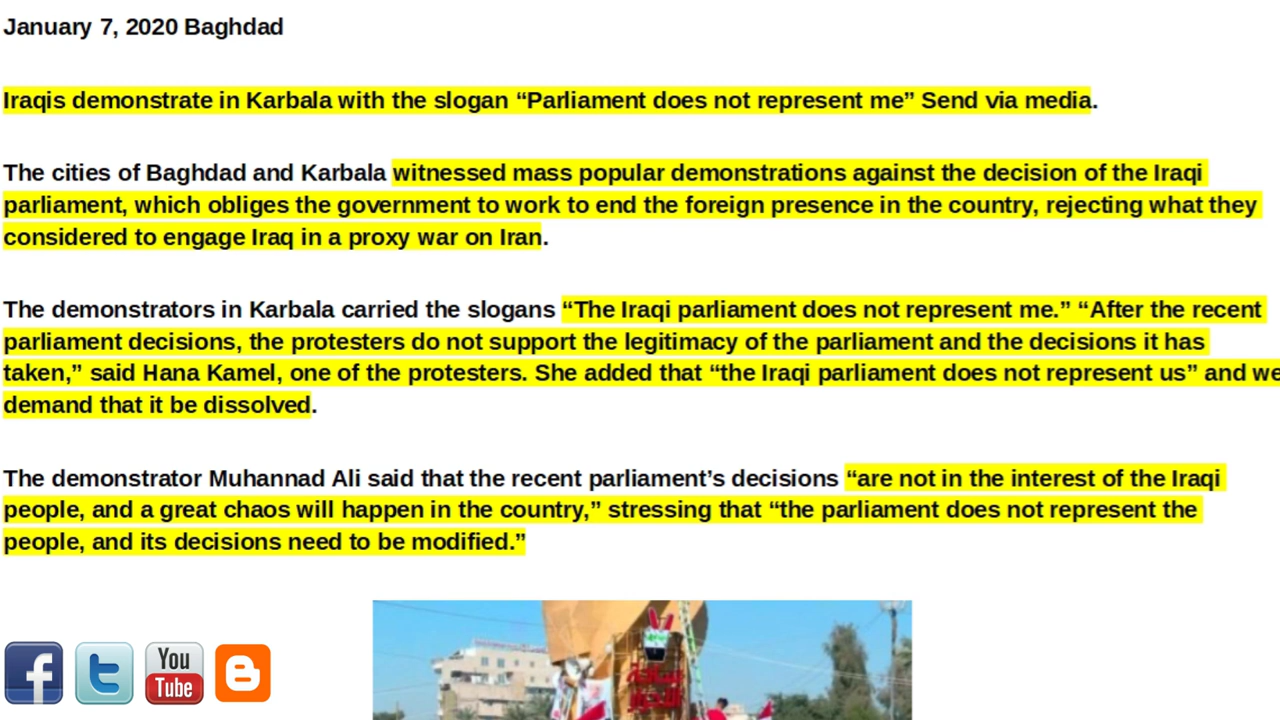 January 7, 2020 Baghdad
Iraqis demonstrate in Karbala with the slogan “Parliament does not represent me” Send via media.
The cities of Baghdad and Karbala witnessed mass popular demonstrations against the decision of the Iraqi
parliament, which obliges the government to work to end the foreign presence in the country, rejecting what they
considered to engage Iraq in a proxy war on Iran.
The demonstrators in Karbala carried the slogans “The Iraqi parliament does not represent me.” “After the recent
parliament decisions, the protesters do not support the legitimacy of the parliament and the decisions it has
taken,” said Hana Kamel, one of the protesters. She added that “the Iraqi parliament does not represent us” and we
demand that it be dissolved.
The demonstrator Muhannad Ali said that the recent parliament’s decisions “are not in the interest of the Iraqi
people, and a great chaos will happen in the country,” stressing that “the parliament does not represent the
people, and its decisions need to be modified.”
You
Tube
ساحة
التحرير